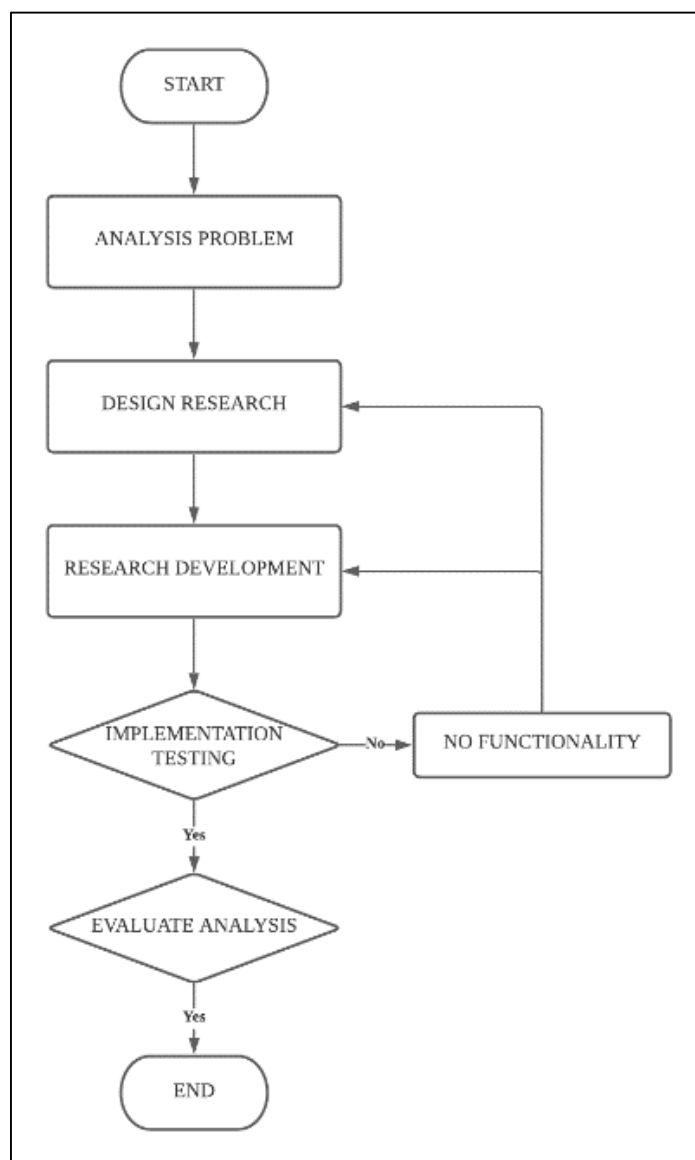 START
ANALYSIS PROBLEM
DESIGN RESEARCH
RESEARCH DEVELOPMENT
IMPLEMENTATION
TESTING
No
NO FUNCTIONALITY
Yes
EVALUATE ANALYSIS
Yes
END